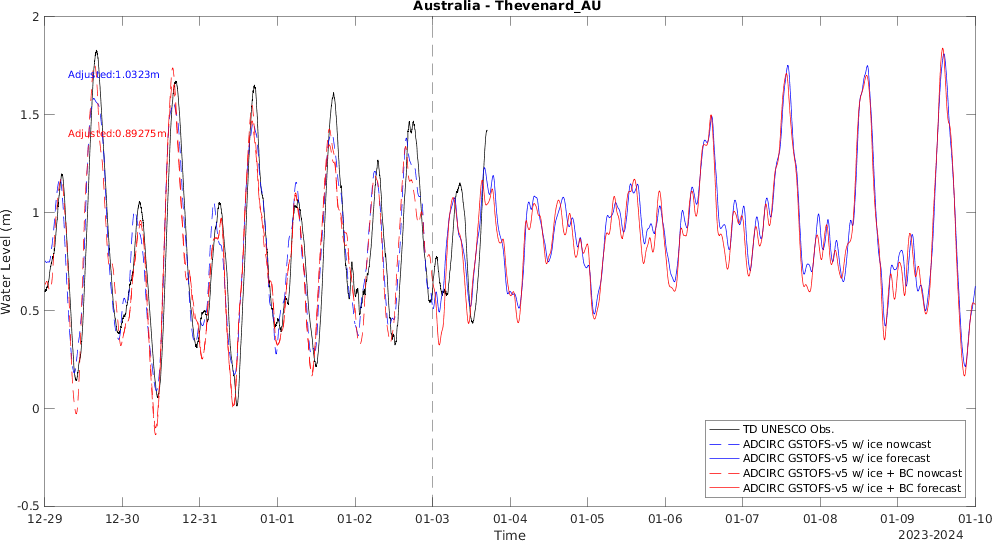 Australia - Thevenard_AU
Water Level (m)
2
1.5
1
0.5
0
-0.5
Adjusted:1.0323m
Adjusted:0.89275m
TD UNESCO Obs.
ADCIRC GSTOFS-v5 w/ ice nowcast
ADCIRC GSTOFS-v5 w/ ice forecast
ADCIRC GSTOFS-v5 w/ ice + BC nowcast
ADCIRC GSTOFS-v5 w/ ice + BC forecast
12-29 12-30 12-31 01-01 01-02 01-03 01-04 01-05 01-06 01-07 01-08 01-09 01-10
Time
2023-2024